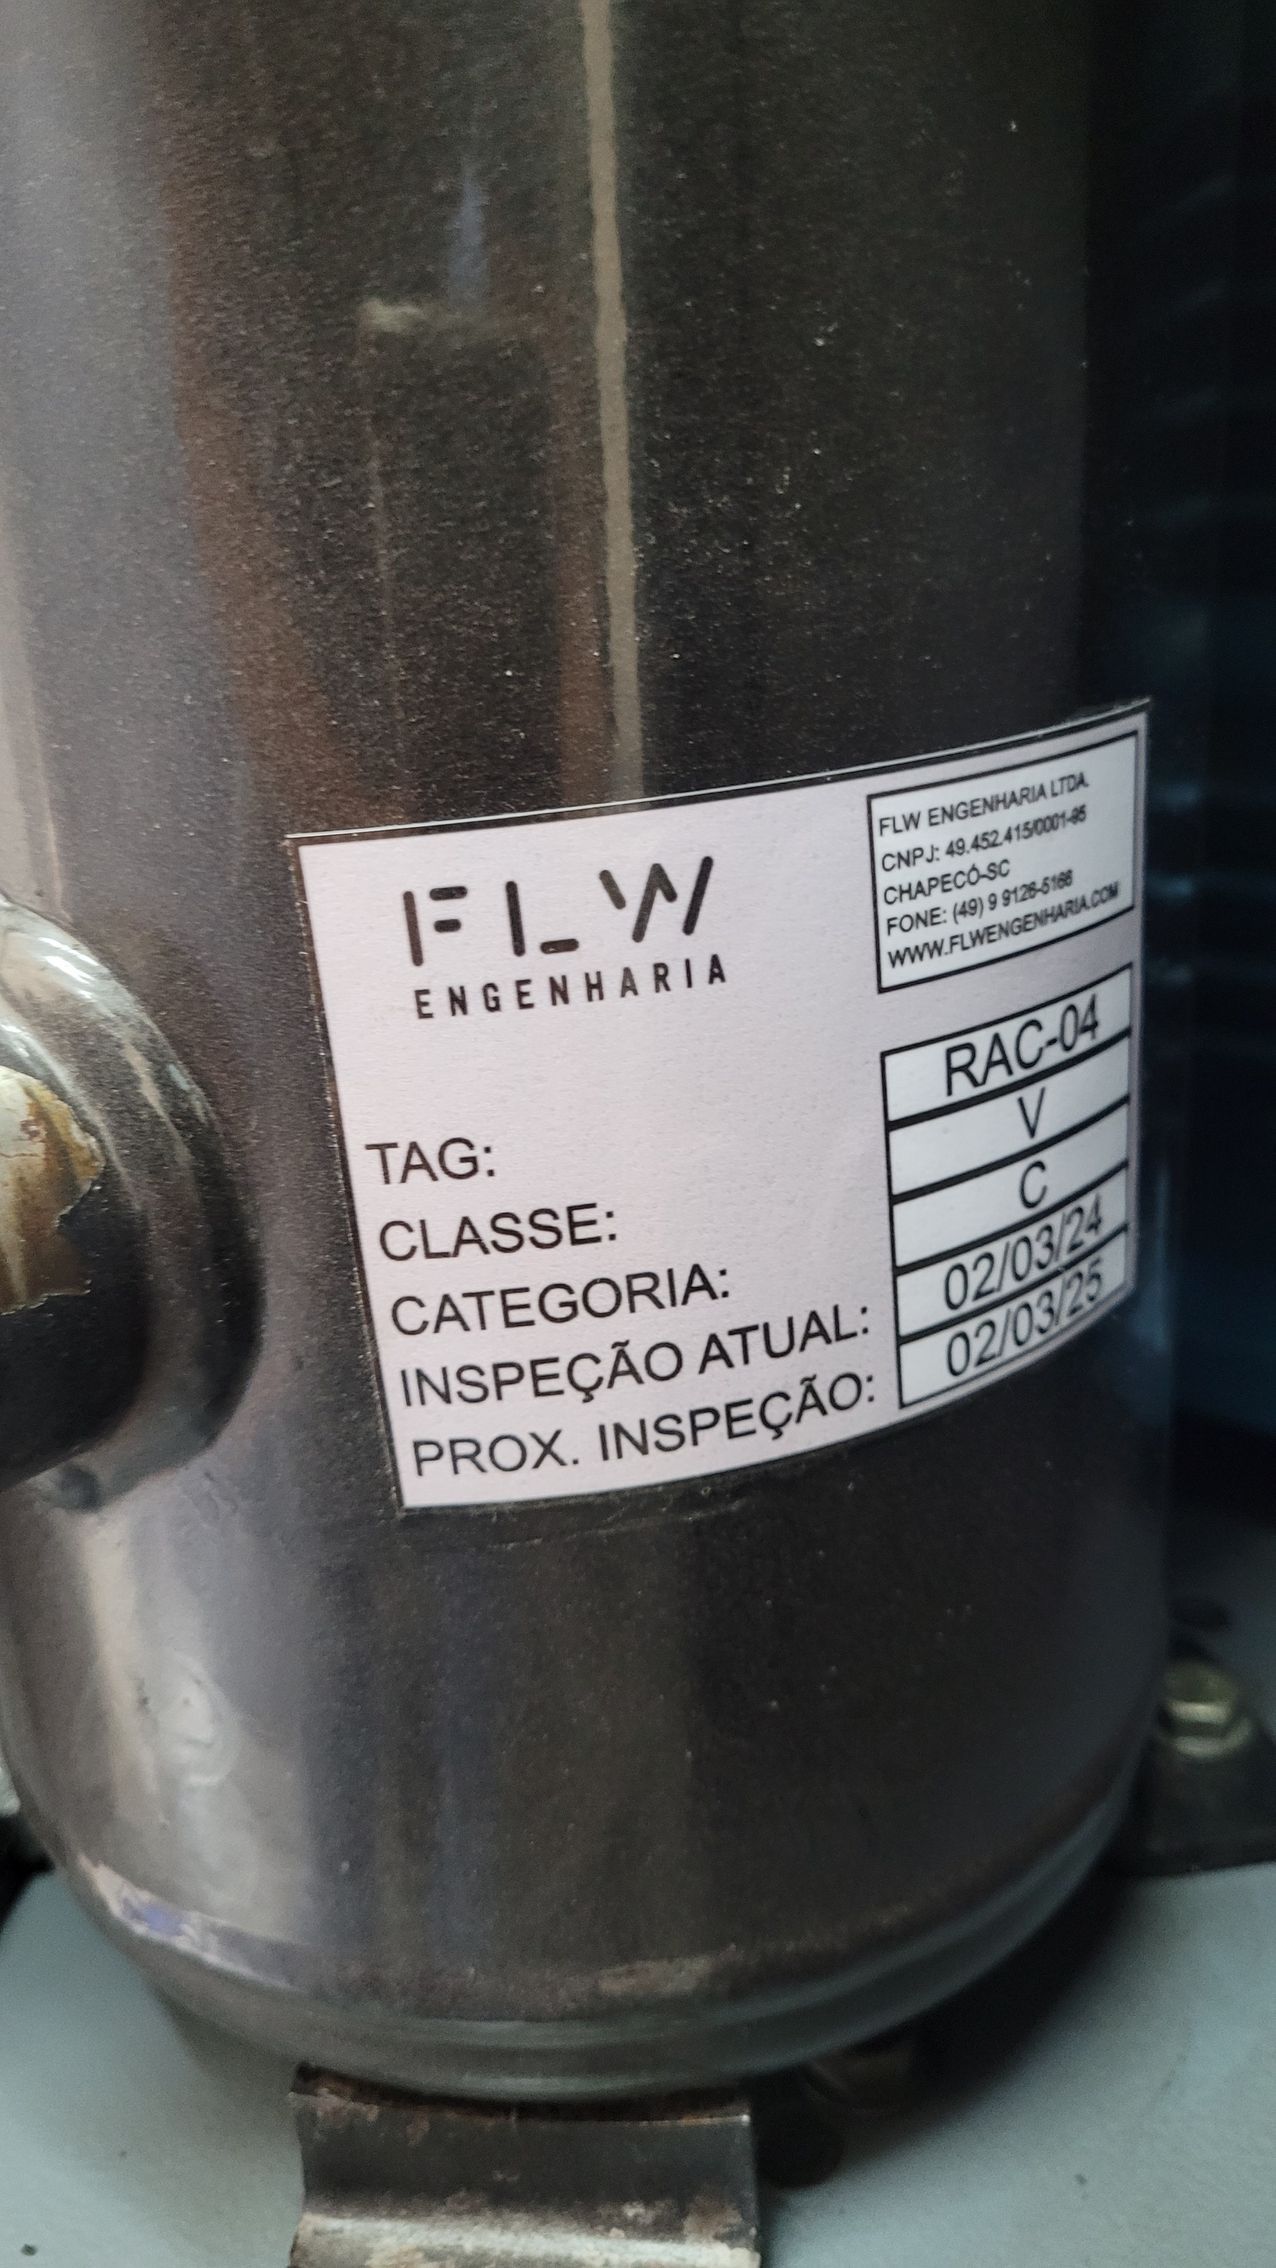 FLW
ENGENHARIA
FLW ENGENHARIA LTDA.
CNPJ: 49.452.415/0001-95
CHAPECÓ-SC
FONE: (49) 9 9126-5166
WWW.FLWENGENHARIA.COM
TAG: RAC-04
CLASSE: V
CATEGORIA: C
INSPEÇÃO ATUAL: 02/03/24
PROX. INSPEÇÃO: 02/03/25